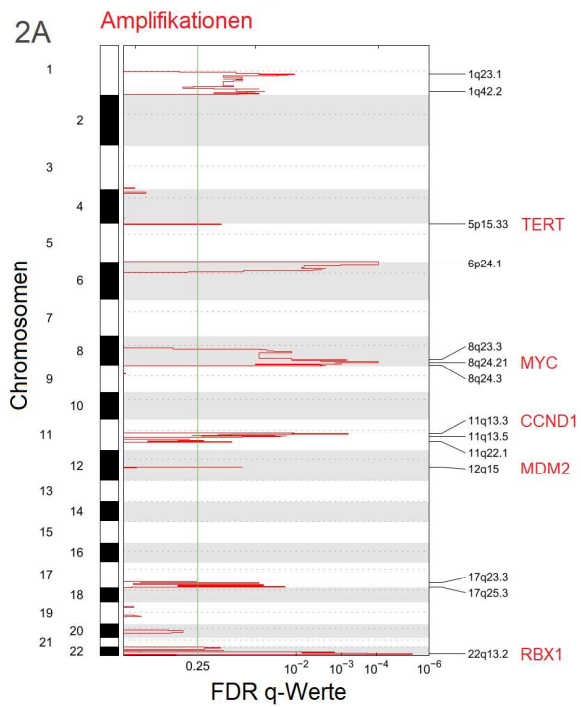 2A
Amplifikationen
Chromosomen
1
2
3
4
5
6
7
8
9
10
11
12
13
14
15
16
17
18
19
20
21
22
1q23.1
1q42.2
5p15.33 TERT
6p24.1
8q23.3
8q24.21 MYC
8q24.3
11q13.3 CCND1
11q13.5
11q22.1
12q15 MDM2
17q23.3
17q25.3
22q13.2 RBX1
0.25 10⁻² 10⁻³ 10⁻⁴ 10⁻⁶
FDR q-Werte